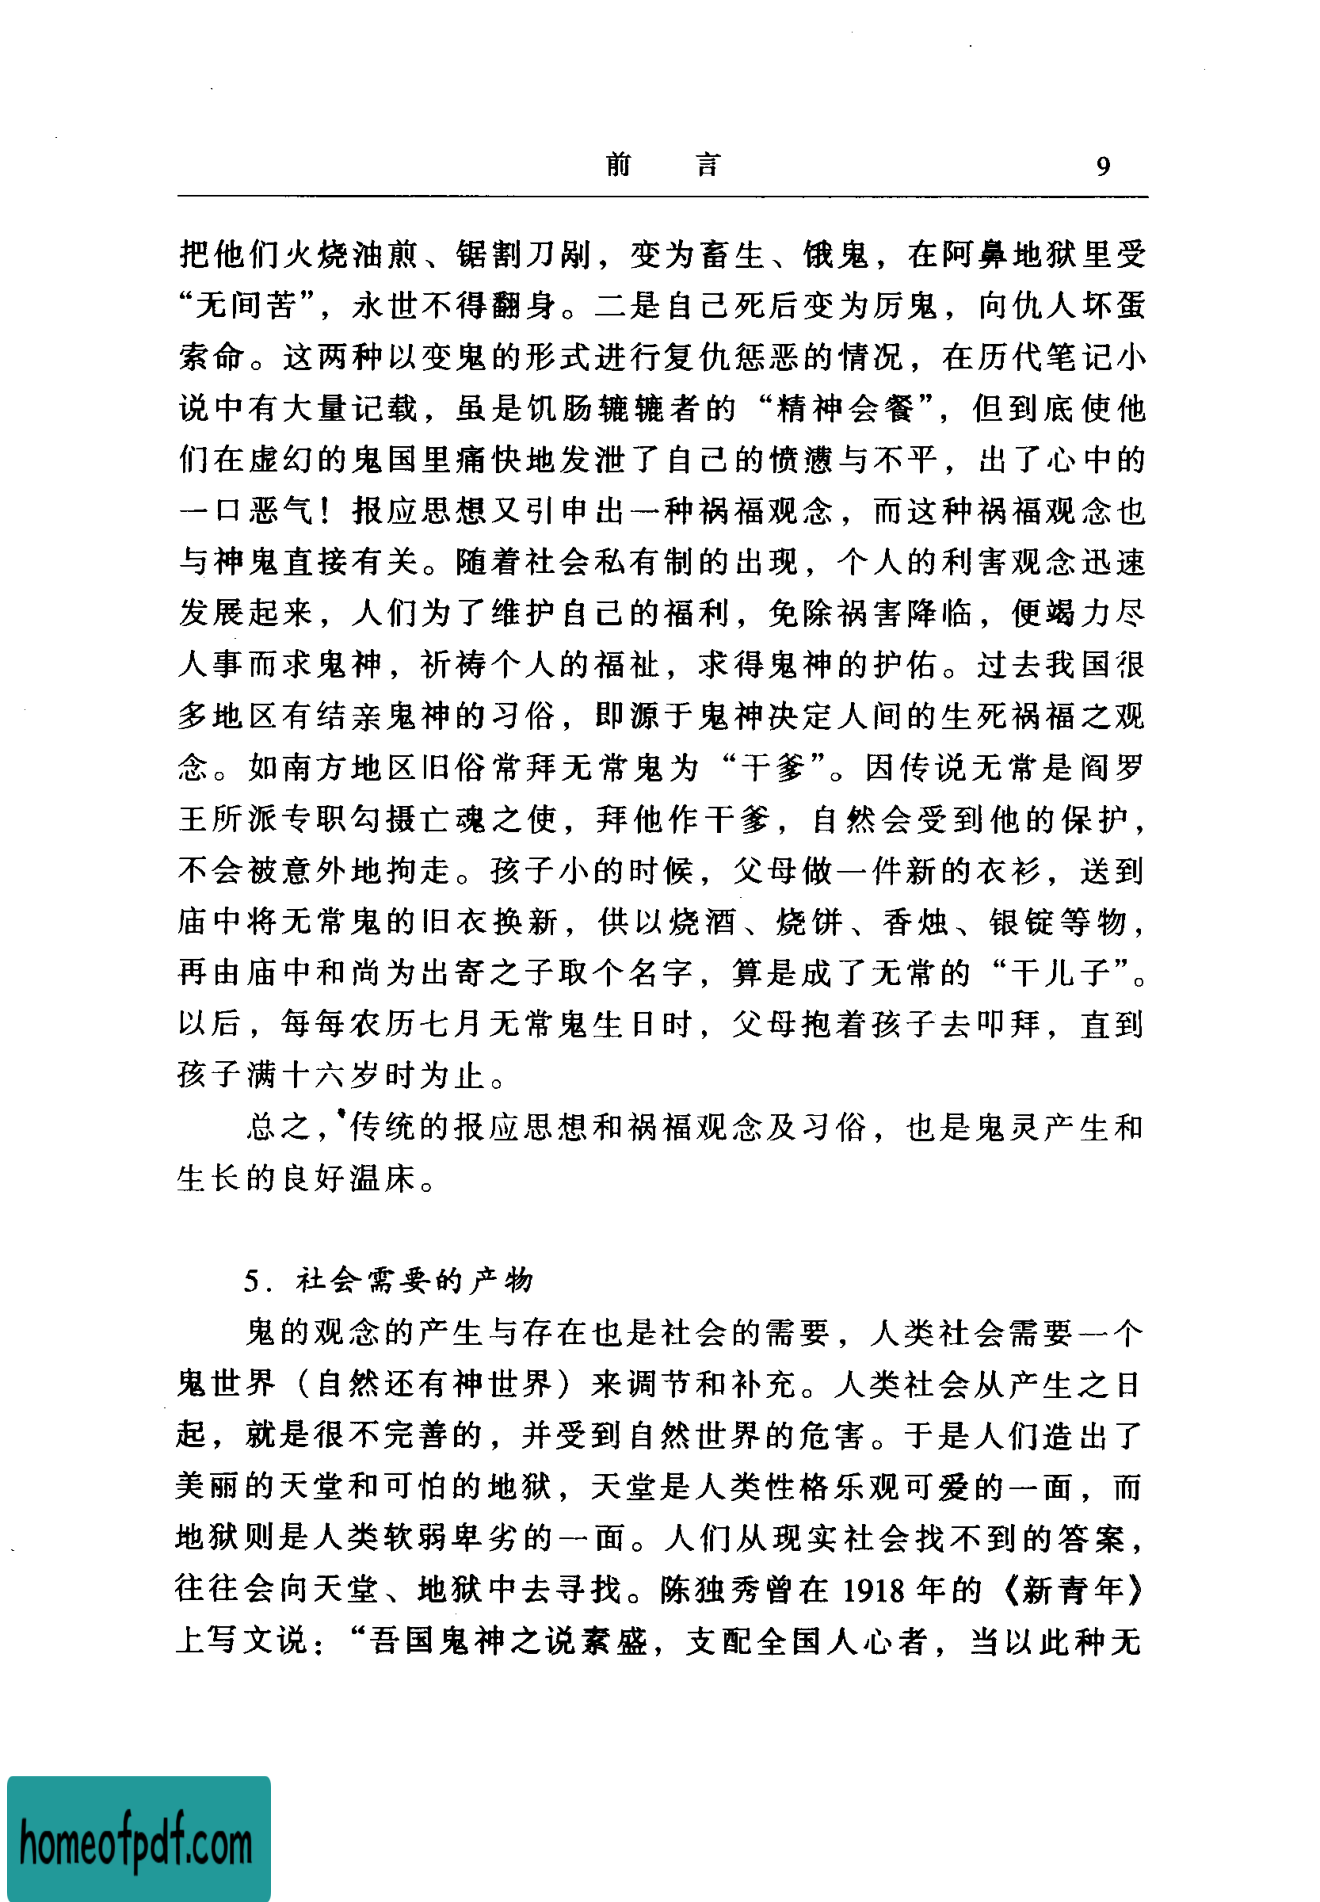 前 言 9
把他们火烧油煎、锯割刀剐，变为畜生、饿鬼，在阿鼻地狱里受
“无间苦”，永世不得翻身。二是自己死后变为厉鬼，向仇人坏蛋
索命。这两种以变鬼的形式进行复仇惩恶的情况，在历代笔记小
说中有大量记载，虽是饥肠辘辘者的“精神会餐”，但到底使他
们在虚幻的鬼国里痛快地发泄了自己的愤懑与不平，出了心中的
一口恶气！报应思想又引申出一种祸福观念，而这种祸福观念也
与神鬼直接有关。随着社会私有制的出现，个人的利害观念迅速
发展起来，人们为了维护自己的福利，免除祸害降临，便竭力尽
人事而求鬼神，祈祷个人的福祉，求得鬼神的护佑。过去我国很
多地区有结亲鬼神的习俗，即源于鬼神决定人间的生死祸福之观
念。如南方地区旧俗常拜无常鬼为“干爹”。因传说无常是阎罗
王所派专职勾摄亡魂之使，拜他作干爹，自然会受到他的保护，
不会被意外地拘走。孩子小的时候，父母做一件新的衣衫，送到
庙中将无常鬼的旧衣换新，供以烧酒、烧饼、香烛、银锭等物，
再由庙中和尚为出寄之子取个名字，算是成了无常的“干儿子”。
以后，每每农历七月无常鬼生日时，父母抱着孩子去叩拜，直到
孩子满十六岁时为止。
总之，传统的报应思想和祸福观念及习俗，也是鬼灵产生和
生长的良好温床。
5. 社会需要的产物
鬼的观念的产生与存在也是社会的需要，人类社会需要一个
鬼世界（自然还有神世界）来调节和补充。人类社会从产生之日
起，就是很不完善的，并受到自然世界的危害。于是人们造出了
美丽的天堂和可怕的地狱，天堂是人类性格乐观可爱的一面，而
地狱则是人类软弱卑劣的一面。人们从现实社会找不到的答案，
往往会向天堂、地狱中去寻找。陈独秀曾在 1918 年的《新青年》
上写文说：“吾国鬼神之说素盛，支配全国人心者，当以此种无
homeofpdf.com